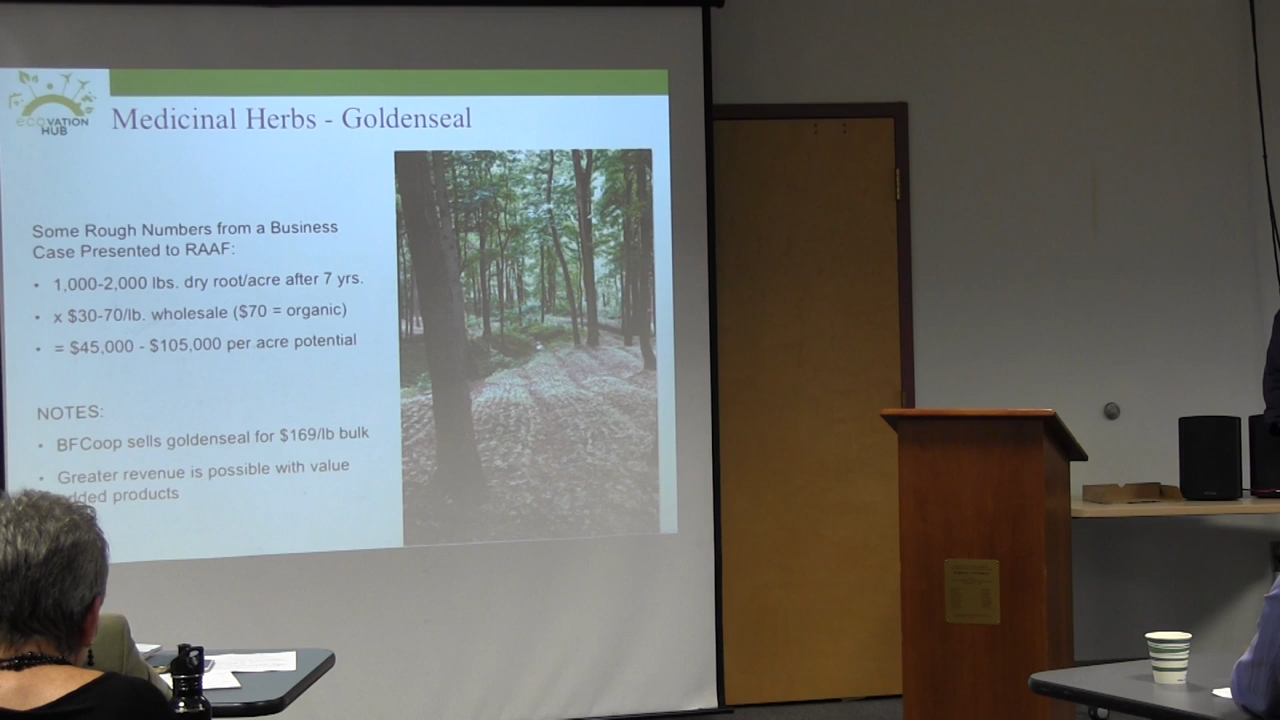 ecoVATION
HUB
Medicinal Herbs - Goldenseal
Some Rough Numbers from a Business
Case Presented to RAAF:
• 1,000-2,000 lbs. dry root/acre after 7 yrs.
• x $30-70/lb. wholesale ($70 = organic)
• = $45,000 - $105,000 per acre potential
NOTES:
• BFCoop sells goldenseal for $169/lb bulk
• Greater revenue is possible with value
dded products